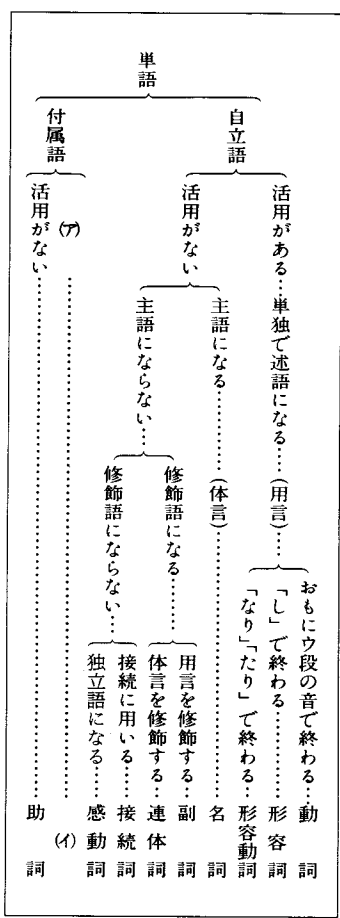 単語
自立語
活用がある…単独で述語になる……(用言)……
おもにウ段の音で終わる…動詞
「し」で終わる…………形容詞
「なり」「たり」で終わる…形容動詞
活用がない
主語になる…………(体言)…………名詞
主語にならない…
修飾語になる………
用言を修飾する…副詞
体言を修飾する…連体詞
修飾語にならない…
接続に用いる……接続詞
独立語になる……感動詞
付属語
(ア)…………(イ)
活用がない…………助詞